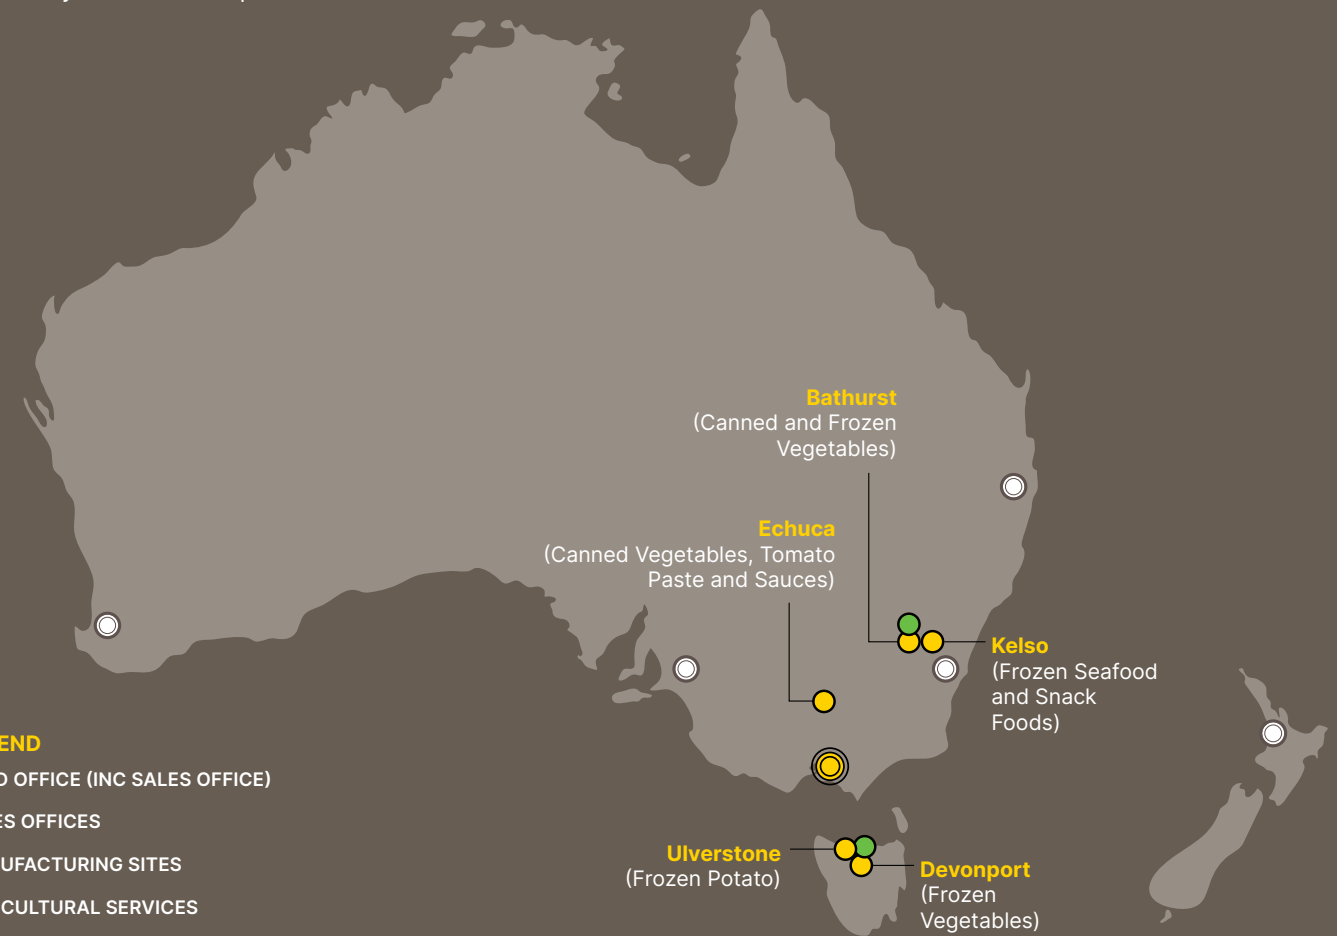 Bathurst
(Canned and Frozen
Vegetables)
Echuca
(Canned Vegetables, Tomato
Paste and Sauces)
Kelso
(Frozen Seafood
and Snack
Foods)
END
D OFFICE (INC SALES OFFICE)
ES OFFICES
UFACTURING SITES
CULTURAL SERVICES
Ulverstone
(Frozen Potato)
Devonport
(Frozen
Vegetables)